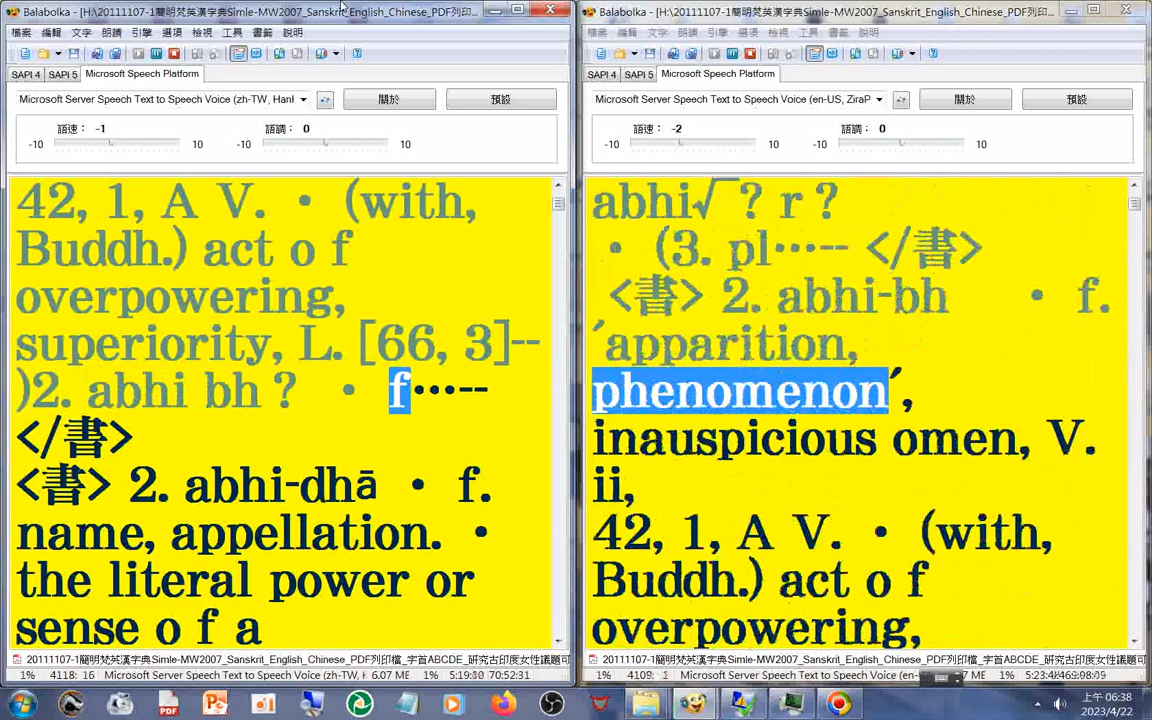 Balabolka - [H:\20111107-1簡明梵英漢字典Simle-MW2007_Sanskrit_English_Chinese_PDF列印...
檔案 編輯 文字 朗讀 引擎 選項 檢視 工具 書籤 說明
SAPI 4 SAPI 5 Microsoft Speech Platform
Microsoft Server Speech Text to Speech Voice (zh-TW, Hanl 關於 預設
語速： -1 語調： 0
-10 10 -10 10
42, 1, A V. • (with,
Buddh.) act o f
overpowering,
superiority, L. [66, 3]--
)2. abhi bh ? • f…--
</書>
<書> 2. abhi-dhā • f.
name, appellation. •
the literal power or
sense o f a
20111107-1簡明梵英漢字典Simle-MW2007_Sanskrit_English_Chinese_PDF列印檔_字首ABCDE_研究古印度女性議題可
1% 4118: 16 Microsoft Server Speech Text to Speech Voice (zh-TW, 6.07 ME 1% 5:19:30 70:52:31
Balabolka - [H:\20111107-1簡明梵英漢字典Simle-MW2007_Sanskrit_English_Chinese_PDF列印...
檔案 編輯 文字 朗讀 引擎 選項 檢視 工具 書籤 說明
SAPI 4 SAPI 5 Microsoft Speech Platform
Microsoft Server Speech Text to Speech Voice (en-US, ZiraP 關於 預設
語速： -2 語調： 0
-10 10 -10 10
abhi√‾? r ?
• (3. pl…-- </書>
<書> 2. abhi-bh • f.
´apparition,
phenomenon´,
inauspicious omen, V.
ii,
42, 1, A V. • (with,
Buddh.) act o f
overpowering,
20111107-1簡明梵英漢字典Simle-MW2007_Sanskrit_English_Chinese_PDF列印檔_字首ABCDE_研究古印度女性議題可
1% 4109: Microsoft Server Speech Text to Speech Voice 1%
上午 06:38
2023/4/22